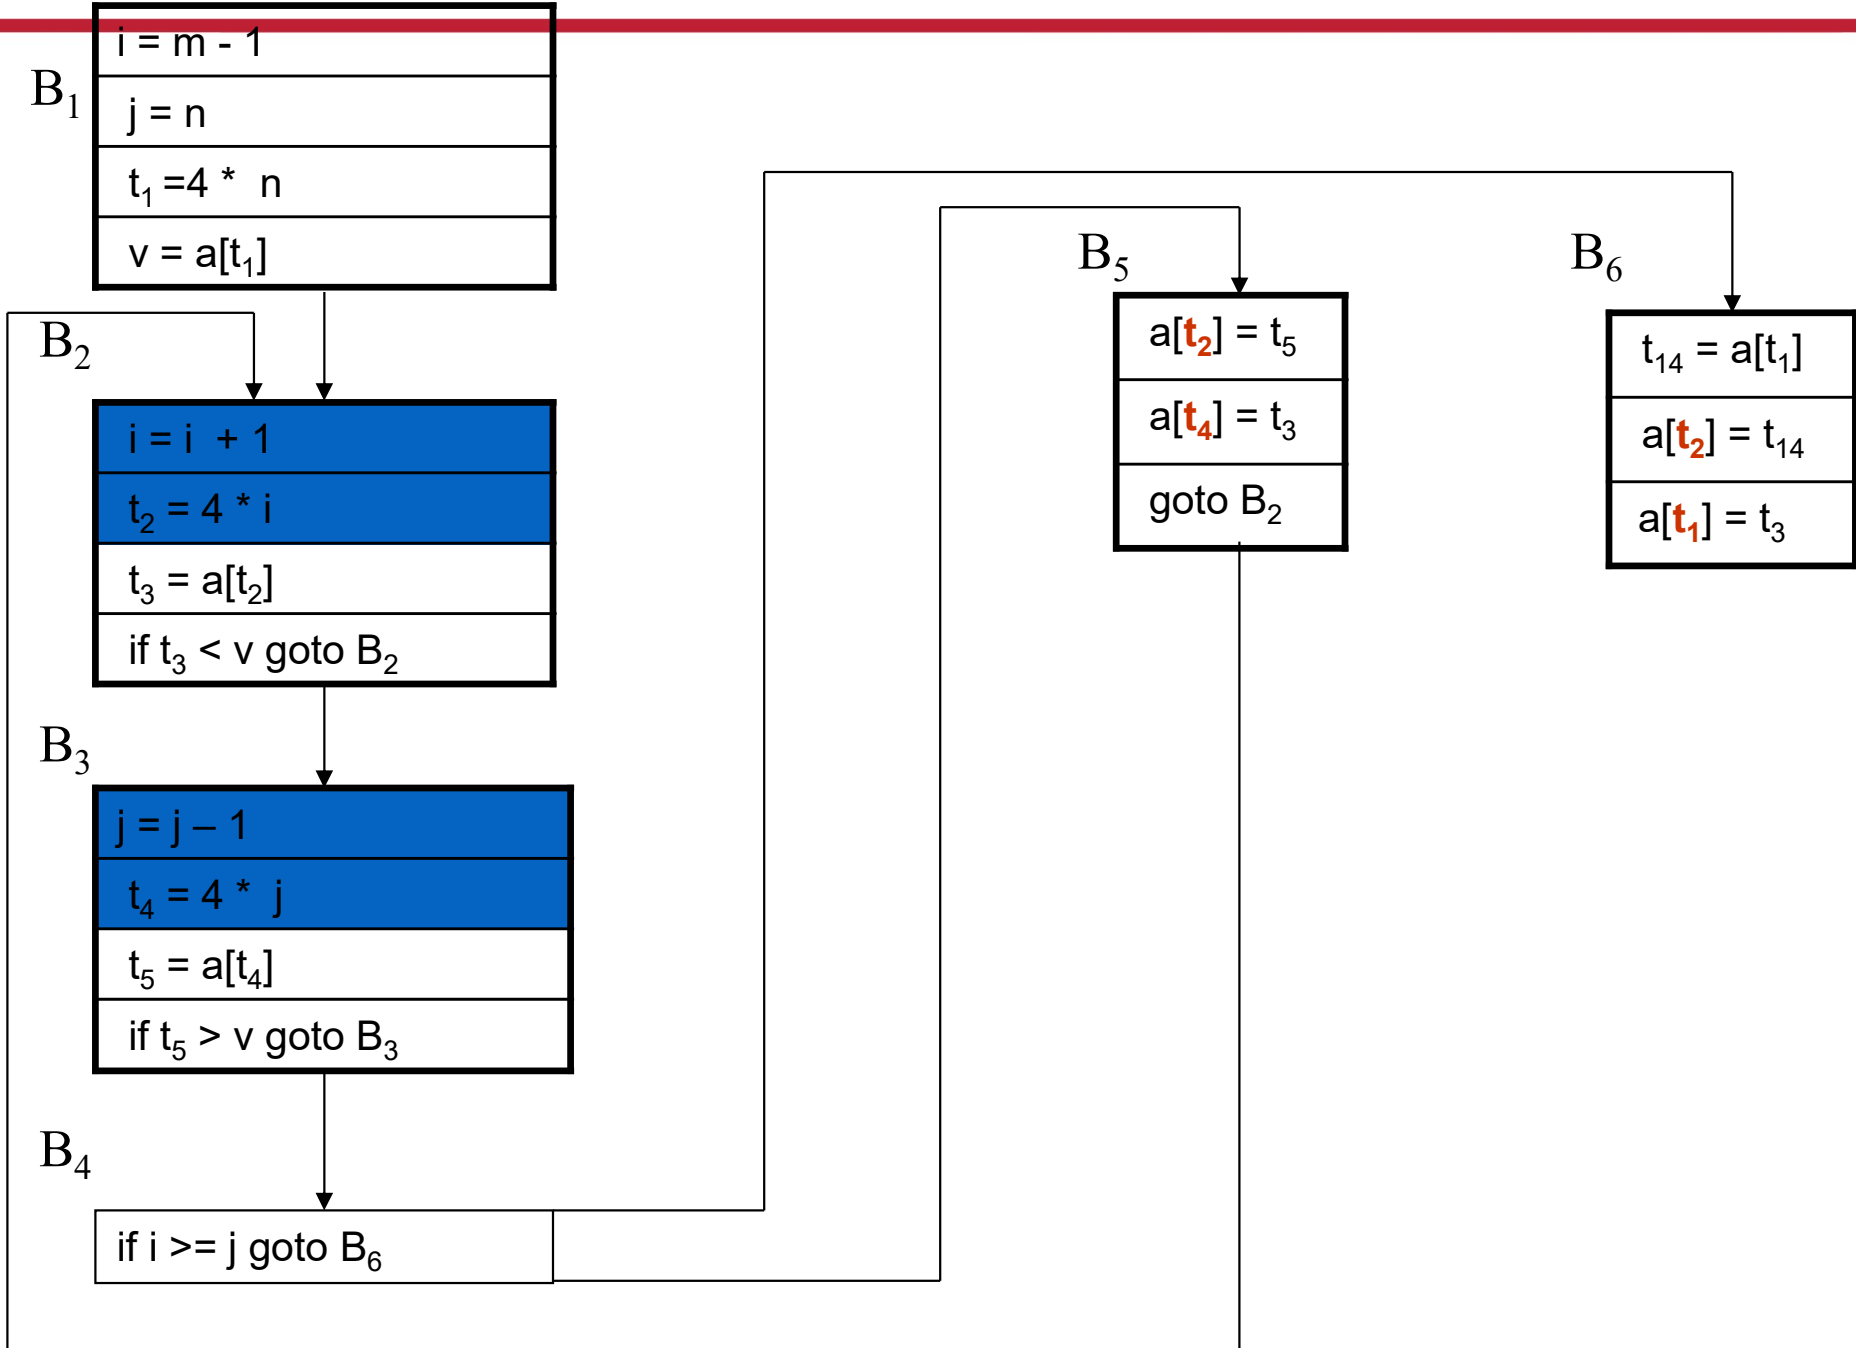 B₁
i = m - 1
j = n
t₁ =4 * n
v = a[t₁]
B₂
i = i + 1
t₂ = 4 * i
t₃ = a[t₂]
if t₃ < v goto B₂
B₃
j = j – 1
t₄ = 4 * j
t₅ = a[t₄]
if t₅ > v goto B₃
B₄
if i >= j goto B₆
B₅
a[t₂] = t₅
a[t₄] = t₃
goto B₂
B₆
t₁₄ = a[t₁]
a[t₂] = t₁₄
a[t₁] = t₃